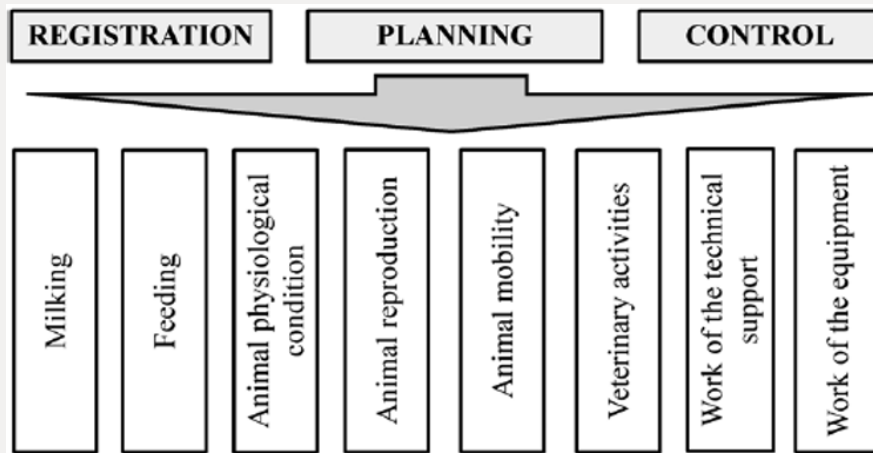 REGISTRATION
PLANNING
CONTROL
Milking
Feeding
Animal physiological
condition
Animal reproduction
Animal mobility
Veterinary activities
Work of the technical
support
Work of the equipment